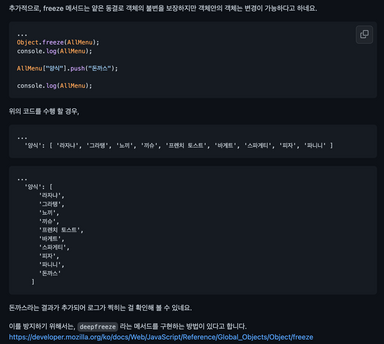 추가적으로, freeze 메서드는 얕은 동결로 객체의 불변을 보장하지만 객체안의 객체는 변경이 가능하다고 하네요.
...
Object.freeze(AllMenu);
console.log(AllMenu);
AllMenu["양식"].push("돈까스");
console.log(AllMenu);
위의 코드를 수행 할 경우,
...
'양식': [ '라자냐', '그라탱', '뇨끼', '끼슈', '프렌치 토스트', '바게트', '스파게티', '피자', '파니니' ]
...
'양식': [
'라자냐',
'그라탱',
'뇨끼',
'끼슈',
'프렌치 토스트',
'바게트',
'스파게티',
'피자',
'파니니',
'돈까스'
]
돈까스라는 결과가 추가되어 로그가 찍히는 걸 확인해 볼 수 있네요.
이를 방지하기 위해서는, deepfreeze 라는 메서드를 구현하는 방법이 있다고 합니다.
https://developer.mozilla.org/ko/docs/Web/JavaScript/Reference/Global_Objects/Object/freeze